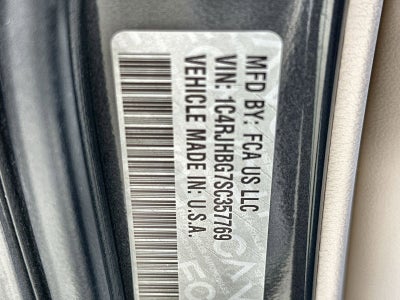 MFD BY: FCA US LLC
VIN: 1C4RJHBG7SC357769
VEHICLE MADE IN U.S.A.